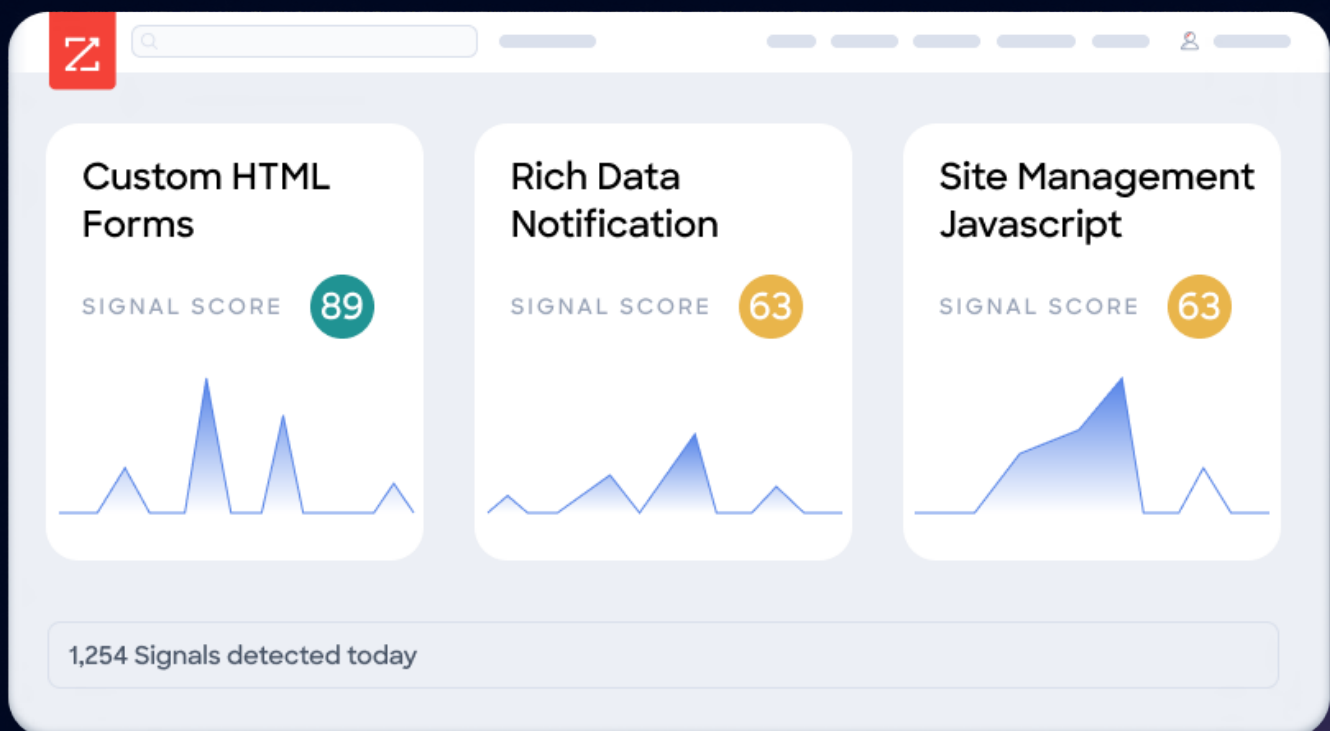 Custom HTML
Forms
SIGNAL SCORE 89
Rich Data
Notification
SIGNAL SCORE 63
Site Management
Javascript
SIGNAL SCORE 63
1,254 Signals detected today